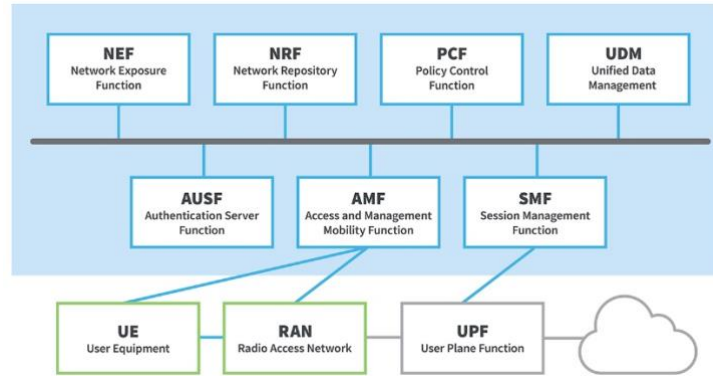 NEF
Network Exposure
Function
NRF
Network Repository
Function
PCF
Policy Control
Function
UDM
Unified Data
Management
AUSF
Authentication Server
Function
AMF
Access and Management
Mobility Function
SMF
Session Management
Function
UE
User Equipment
RAN
Radio Access Network
UPF
User Plane Function